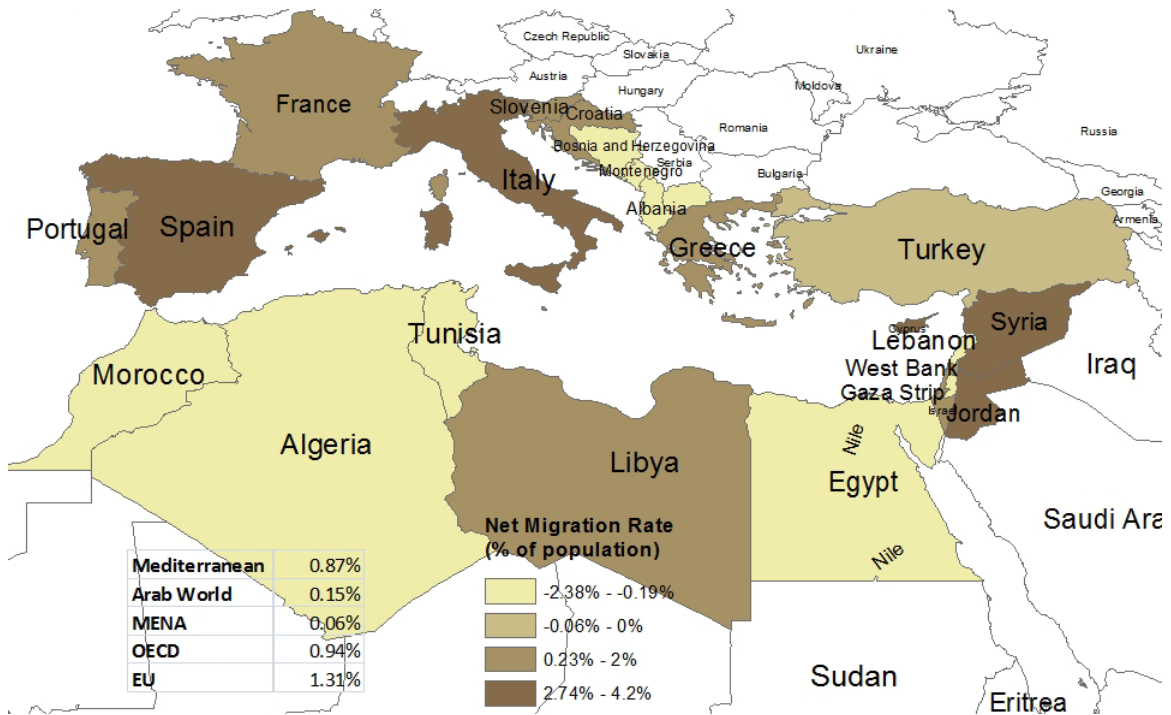 Czech Republic
Slovakia
Ukraine
Austria
Hungary
Moldova
France
Slovenia
Croatia
Romania
Russia
Bosnia and Herzegovina
Serbia
Italy
Montenegro
Bulgaria
Georgia
Albania
Armenia
Portugal
Spain
Greece
Turkey
Cyprus
Syria
Tunisia
Lebanon
Iraq
Morocco
West Bank
Gaza Strip
Israel
Jordan
Algeria
Nile
Libya
Egypt
Saudi Ara
Net Migration Rate
(% of population)
Nile
Mediterranean 0.87%
Arab World 0.15%
MENA 0.06%
OECD 0.94%
EU 1.31%
-2.38% - -0.19%
-0.06% - 0%
0.23% - 2%
2.74% - 4.2%
Sudan
Eritrea